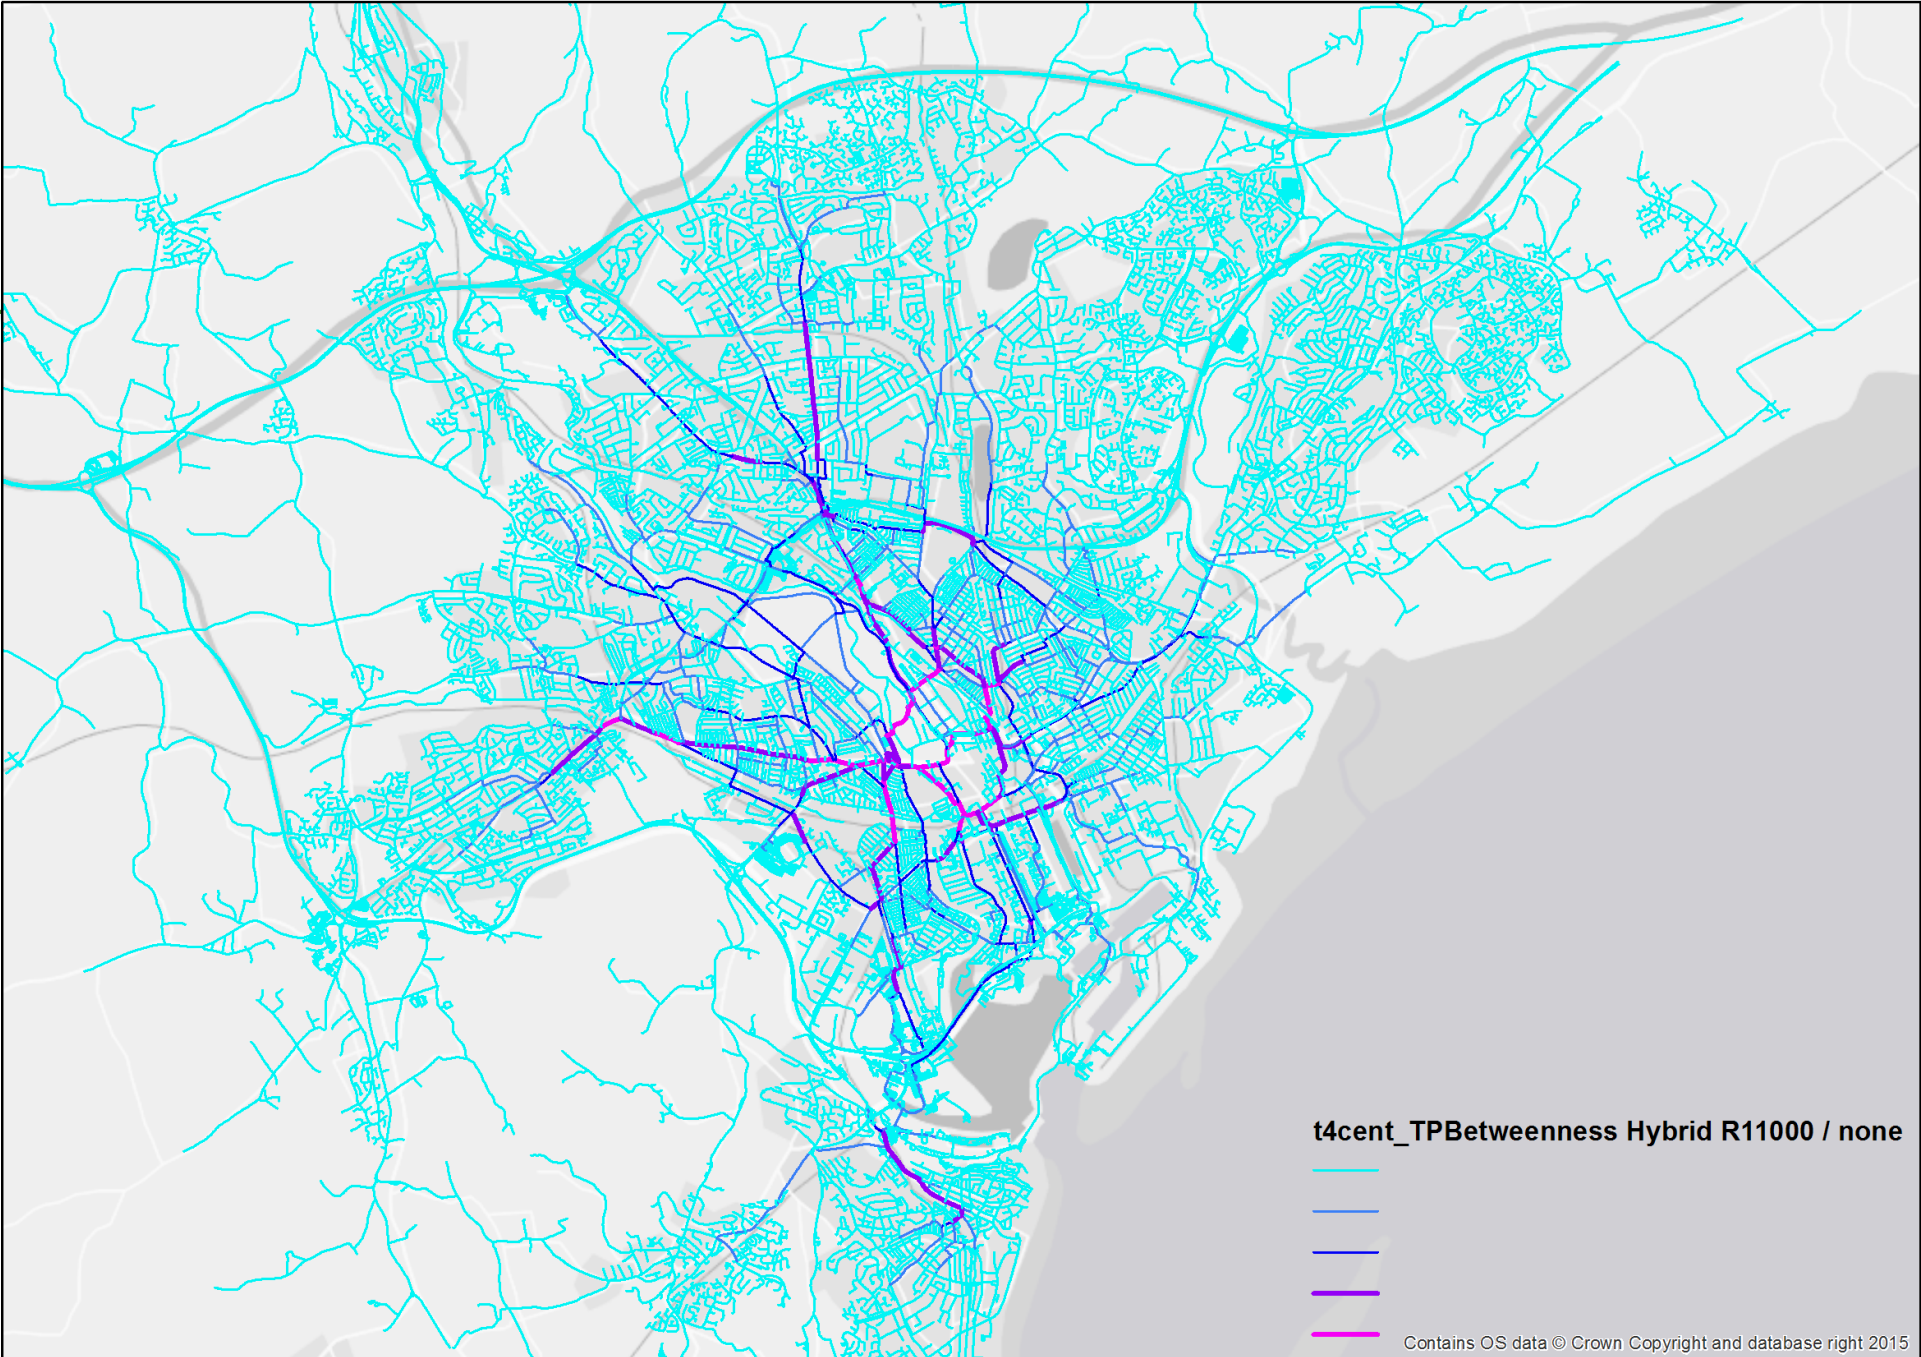 t4cent_TPBetweenness Hybrid R11000 / none
Contains OS data © Crown Copyright and database right 2015